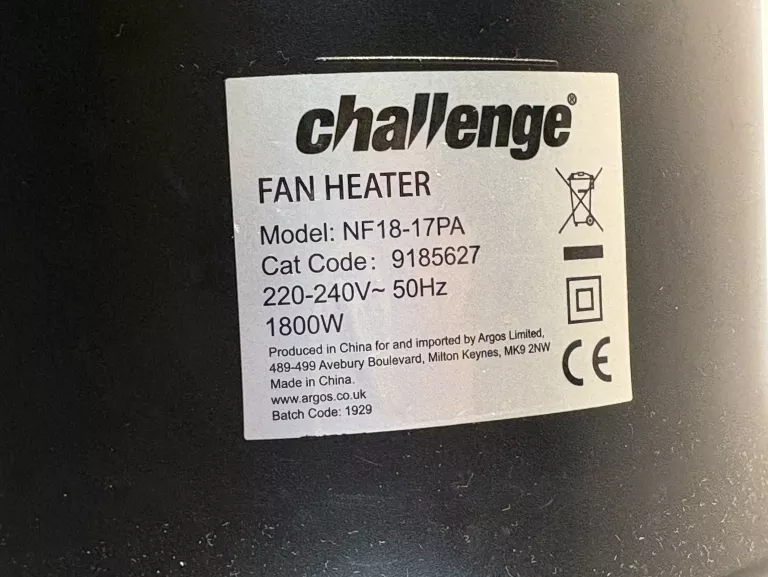 challenge®
FAN HEATER
Model: NF18-17PA
Cat Code: 9185627
220-240V~ 50Hz
1800W
Produced in China for and imported by Argos Limited,
489-499 Avebury Boulevard, Milton Keynes, MK9 2NW
Made in China.
www.argos.co.uk
Batch Code: 1929
CE